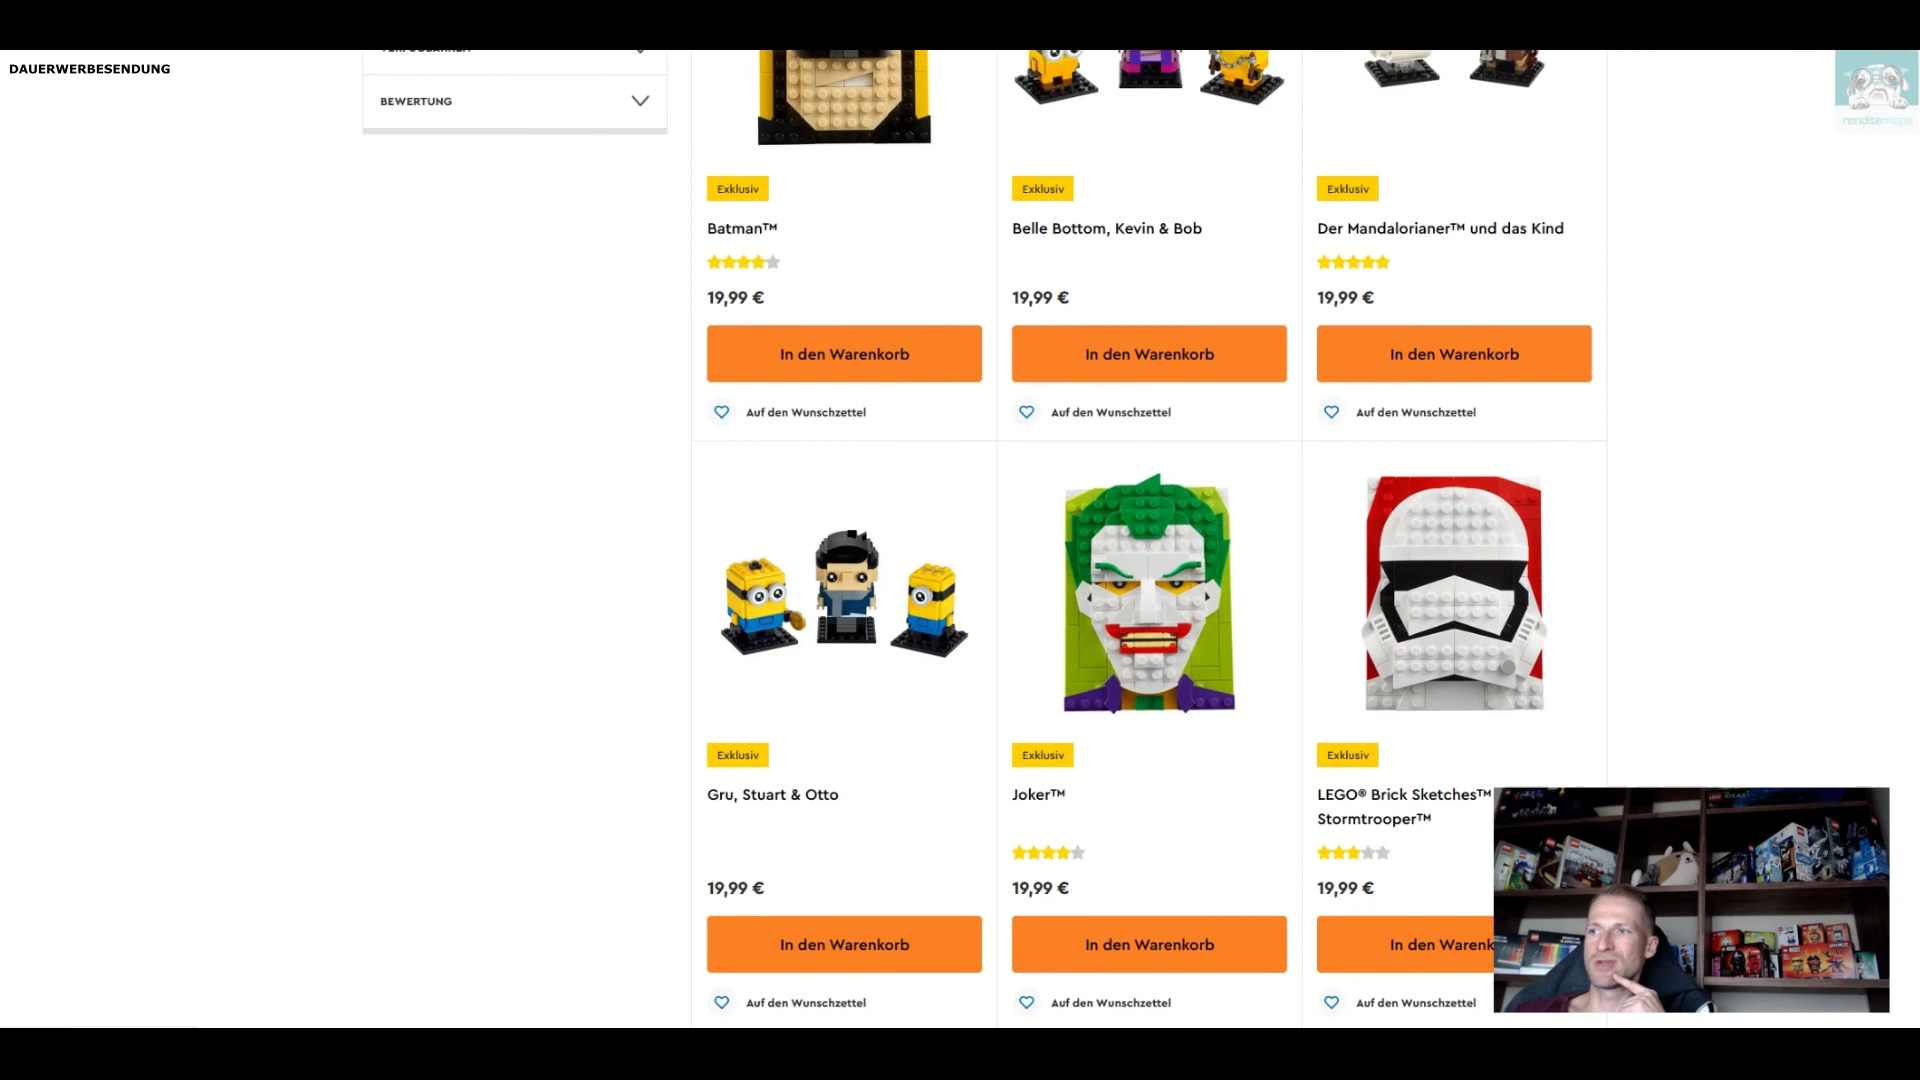 DAUERWERBESENDUNG
BEWERTUNG
renditemops
Exklusiv
Exklusiv
Exklusiv
Batman™
Belle Bottom, Kevin & Bob
Der Mandalorianer™ und das Kind
19,99 €
19,99 €
19,99 €
In den Warenkorb
In den Warenkorb
In den Warenkorb
Auf den Wunschzettel
Auf den Wunschzettel
Auf den Wunschzettel
Exklusiv
Exklusiv
Exklusiv
Gru, Stuart & Otto
Joker™
LEGO® Brick Sketches™
Stormtrooper™
19,99 €
19,99 €
19,99 €
In den Warenkorb
In den Warenkorb
In den Warenk
Auf den Wunschzettel
Auf den Wunschzettel
Auf den Wunschzettel